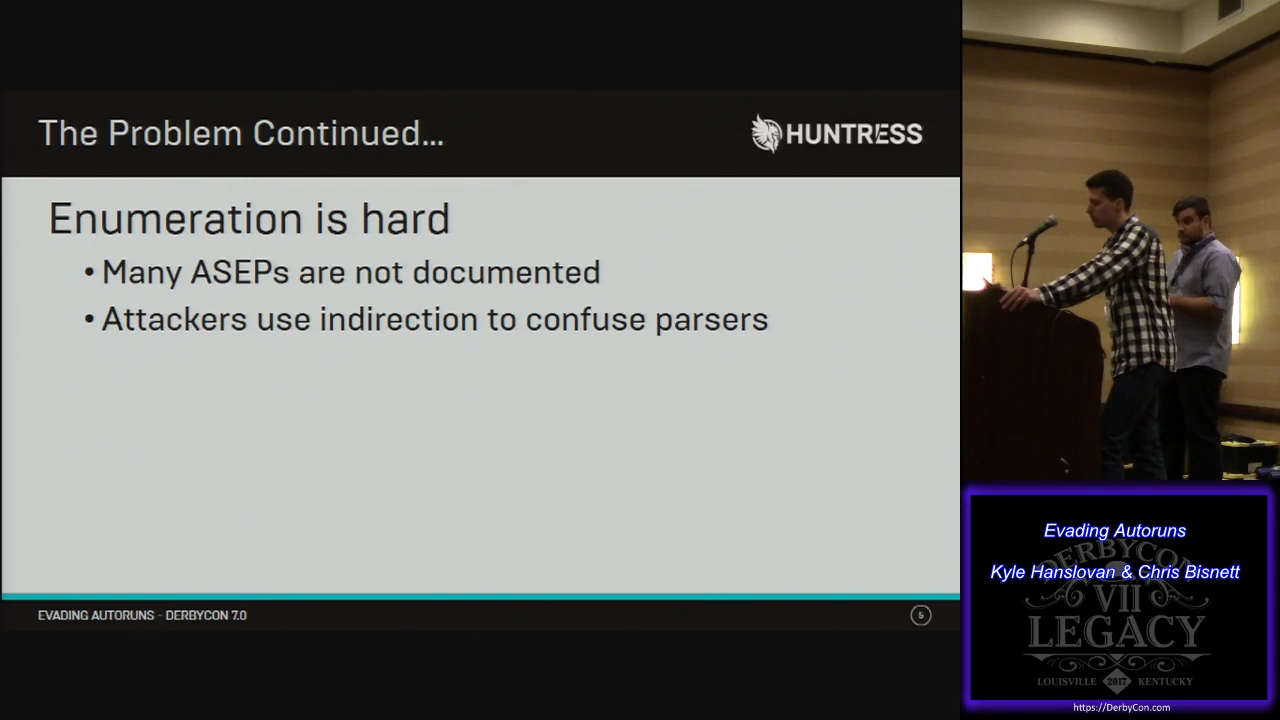 The Problem Continued...
HUNTRESS
Enumeration is hard
• Many ASEPs are not documented
• Attackers use indirection to confuse parsers
EVADING AUTORUNS - DERBYCON 7.0
5
Evading Autoruns
Kyle Hanslovan & Chris Bisnett
DERBYCON
VII
LEGACY
LOUISVILLE 2017 KENTUCKY
https://DerbyCon.com